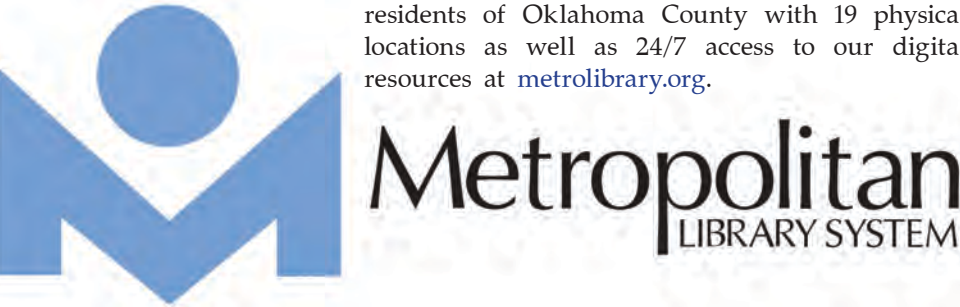 residents of Oklahoma County with 19 physica
locations as well as 24/7 access to our digita
resources at metrolibrary.org.
Metropolitan
LIBRARY SYSTEM